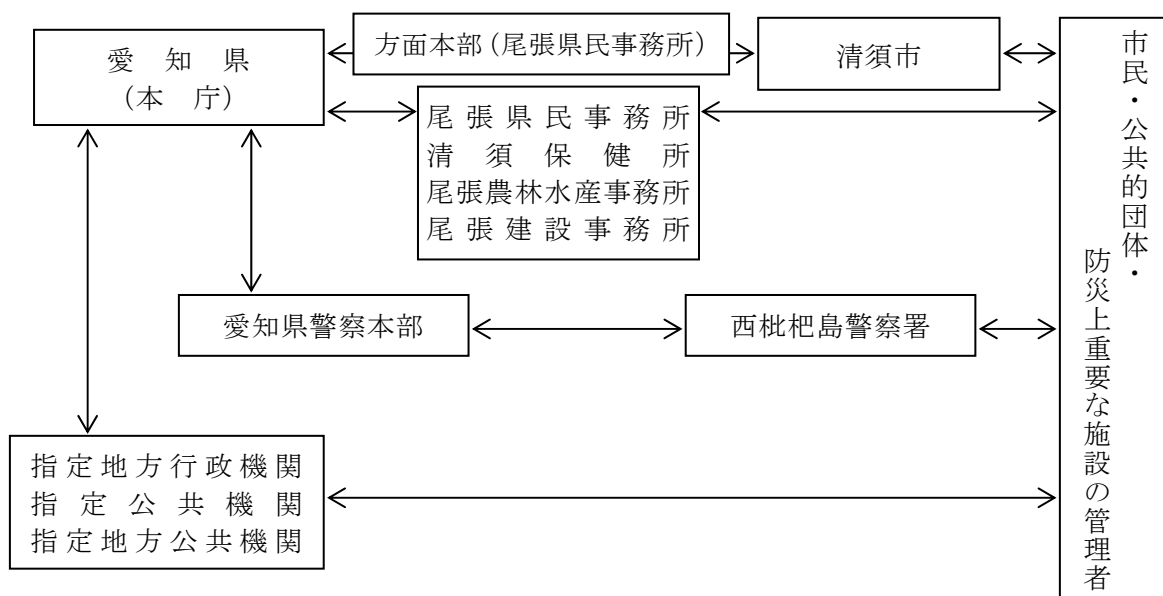 方面本部(尾張県民事務所)
愛知県
(本庁)
清須市
尾張県民事務所
清須保健所
尾張農林水産事務所
尾張建設事務所
愛知県警察本部
西枇杷島警察署
指定地方行政機関
指定公共機関
指定地方公共機関
市民・公共的団体・
防災上重要な施設の管理者